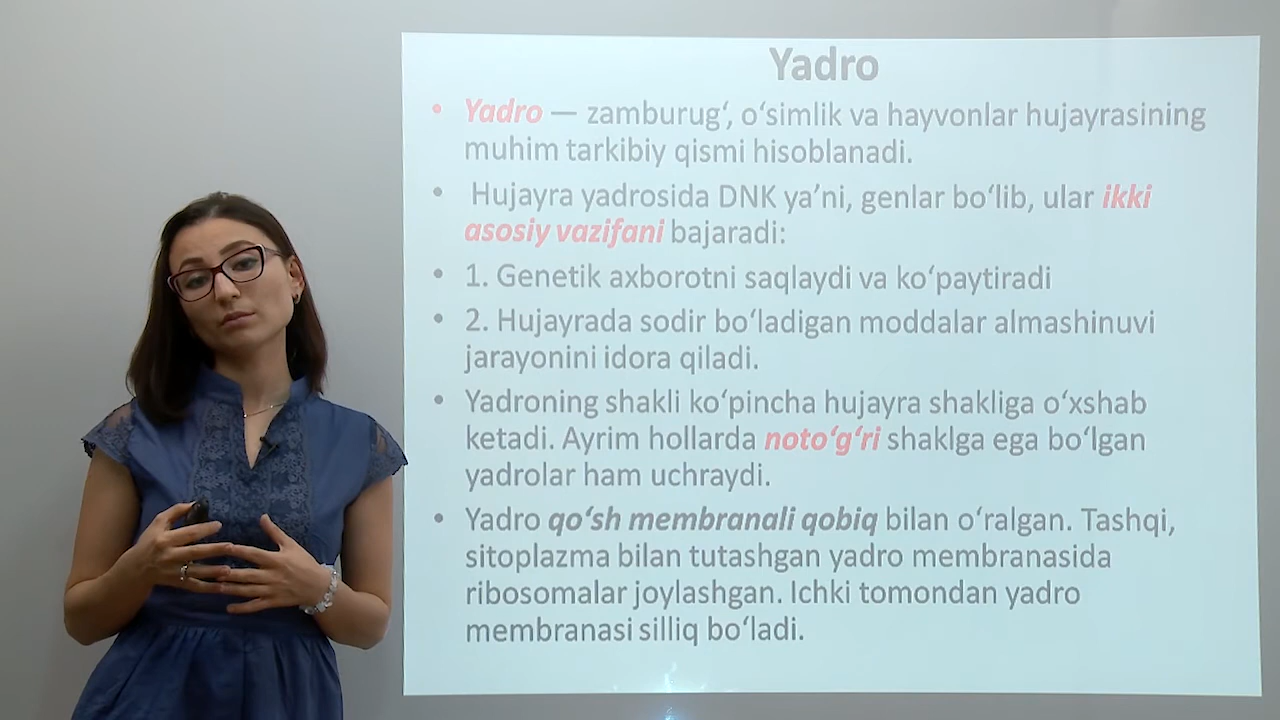 Yadro
• Yadro — zamburug‘, o‘simlik va hayvonlar hujayrasining
muhim tarkibiy qismi hisoblanadi.
• Hujayra yadrosida DNK ya’ni, genlar bo‘lib, ular ikki
asosiy vazifani bajaradi:
• 1. Genetik axborotni saqlaydi va ko‘paytiradi
• 2. Hujayrada sodir bo‘ladigan moddalar almashinuvi
jarayonini idora qiladi.
• Yadroning shakli ko‘pincha hujayra shakliga o‘xshab
ketadi. Ayrim hollarda noto‘g‘ri shaklga ega bo‘lgan
yadrolar ham uchraydi.
• Yadro qo‘sh membranali qobiq bilan o‘ralgan. Tashqi,
sitoplazma bilan tutashgan yadro membranasida
ribosomalar joylashgan. Ichki tomondan yadro
membranasi silliq bo‘ladi.